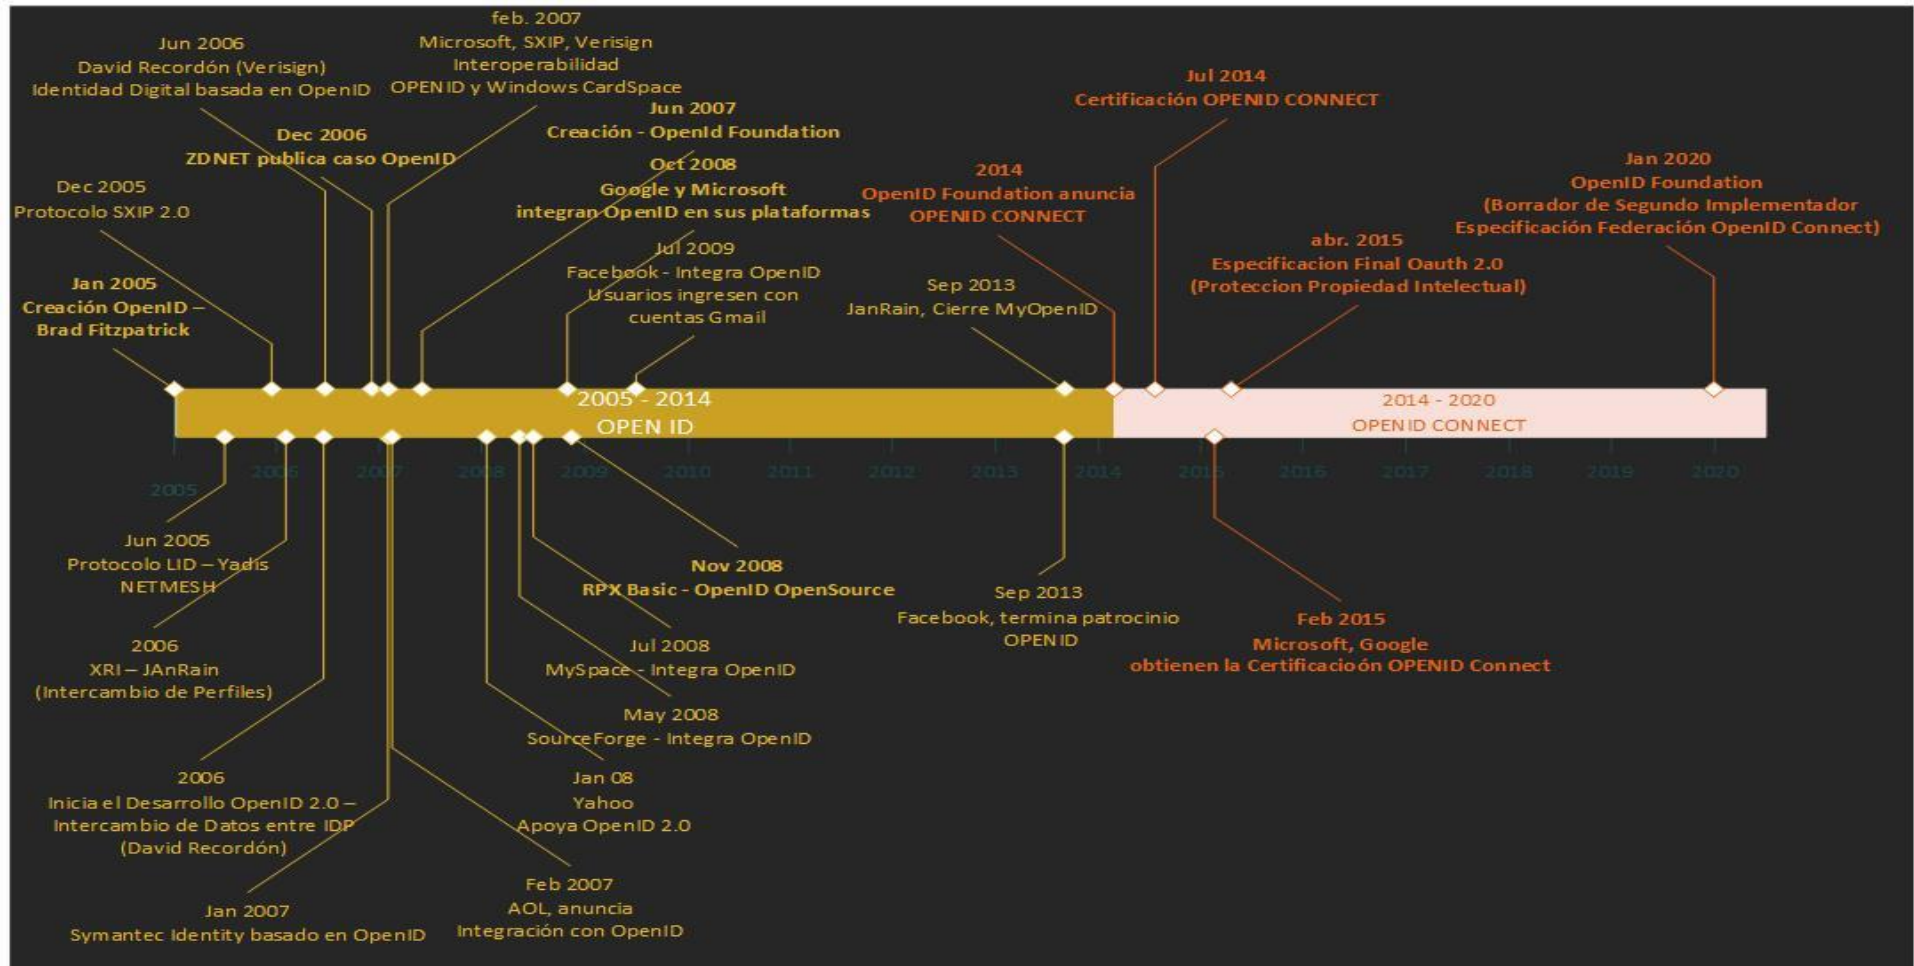 feb. 2007
Microsoft, SXIP, Verisign
Interoperabilidad
OPENID y Windows CardSpace
Jun 2006
David Recordón (Verisign)
Identidad Digital basada en OpenID
Jun 2007
Creación - OpenId Foundation
Dec 2006
ZDNET publica caso OpenID
Oct 2008
Google y Microsoft
integran OpenID en sus plataformas
Dec 2005
Protocolo SXIP 2.0
Jul 2009
Facebook - Integra OpenID
Usuarios ingresen con
cuentas Gmail
Jan 2005
Creación OpenID –
Brad Fitzpatrick
Sep 2013
JanRain, Cierre MyOpenID
2014
OpenID Foundation anuncia
OPENID CONNECT
Jul 2014
Certificación OPENID CONNECT
abr. 2015
Especificacion Final Oauth 2.0
(Proteccion Propiedad Intelectual)
Jan 2020
OpenID Foundation
(Borrador de Segundo Implementador
Especificación Federación OpenID Connect)
2005 - 2014
OPEN ID
2014 - 2020
OPENID CONNECT
2005
2006
2007
2008
2009
2010
2011
2012
2013
2014
2015
2016
2017
2018
2019
2020
Jun 2005
Protocolo LID – Yadis
NETMESH
2006
XRI – JAnRain
(Intercambio de Perfiles)
2006
Inicia el Desarrollo OpenID 2.0 –
Intercambio de Datos entre IDP
(David Recordón)
Jan 2007
Symantec Identity basado en OpenID
Nov 2008
RPX Basic - OpenID OpenSource
Jul 2008
MySpace - Integra OpenID
May 2008
SourceForge - Integra OpenID
Jan 08
Yahoo
Apoya OpenID 2.0
Feb 2007
AOL, anuncia
Integración con OpenID
Sep 2013
Facebook, termina patrocinio
OPENID
Feb 2015
Microsoft, Google
obtienen la Certificacioón OPENID Connect